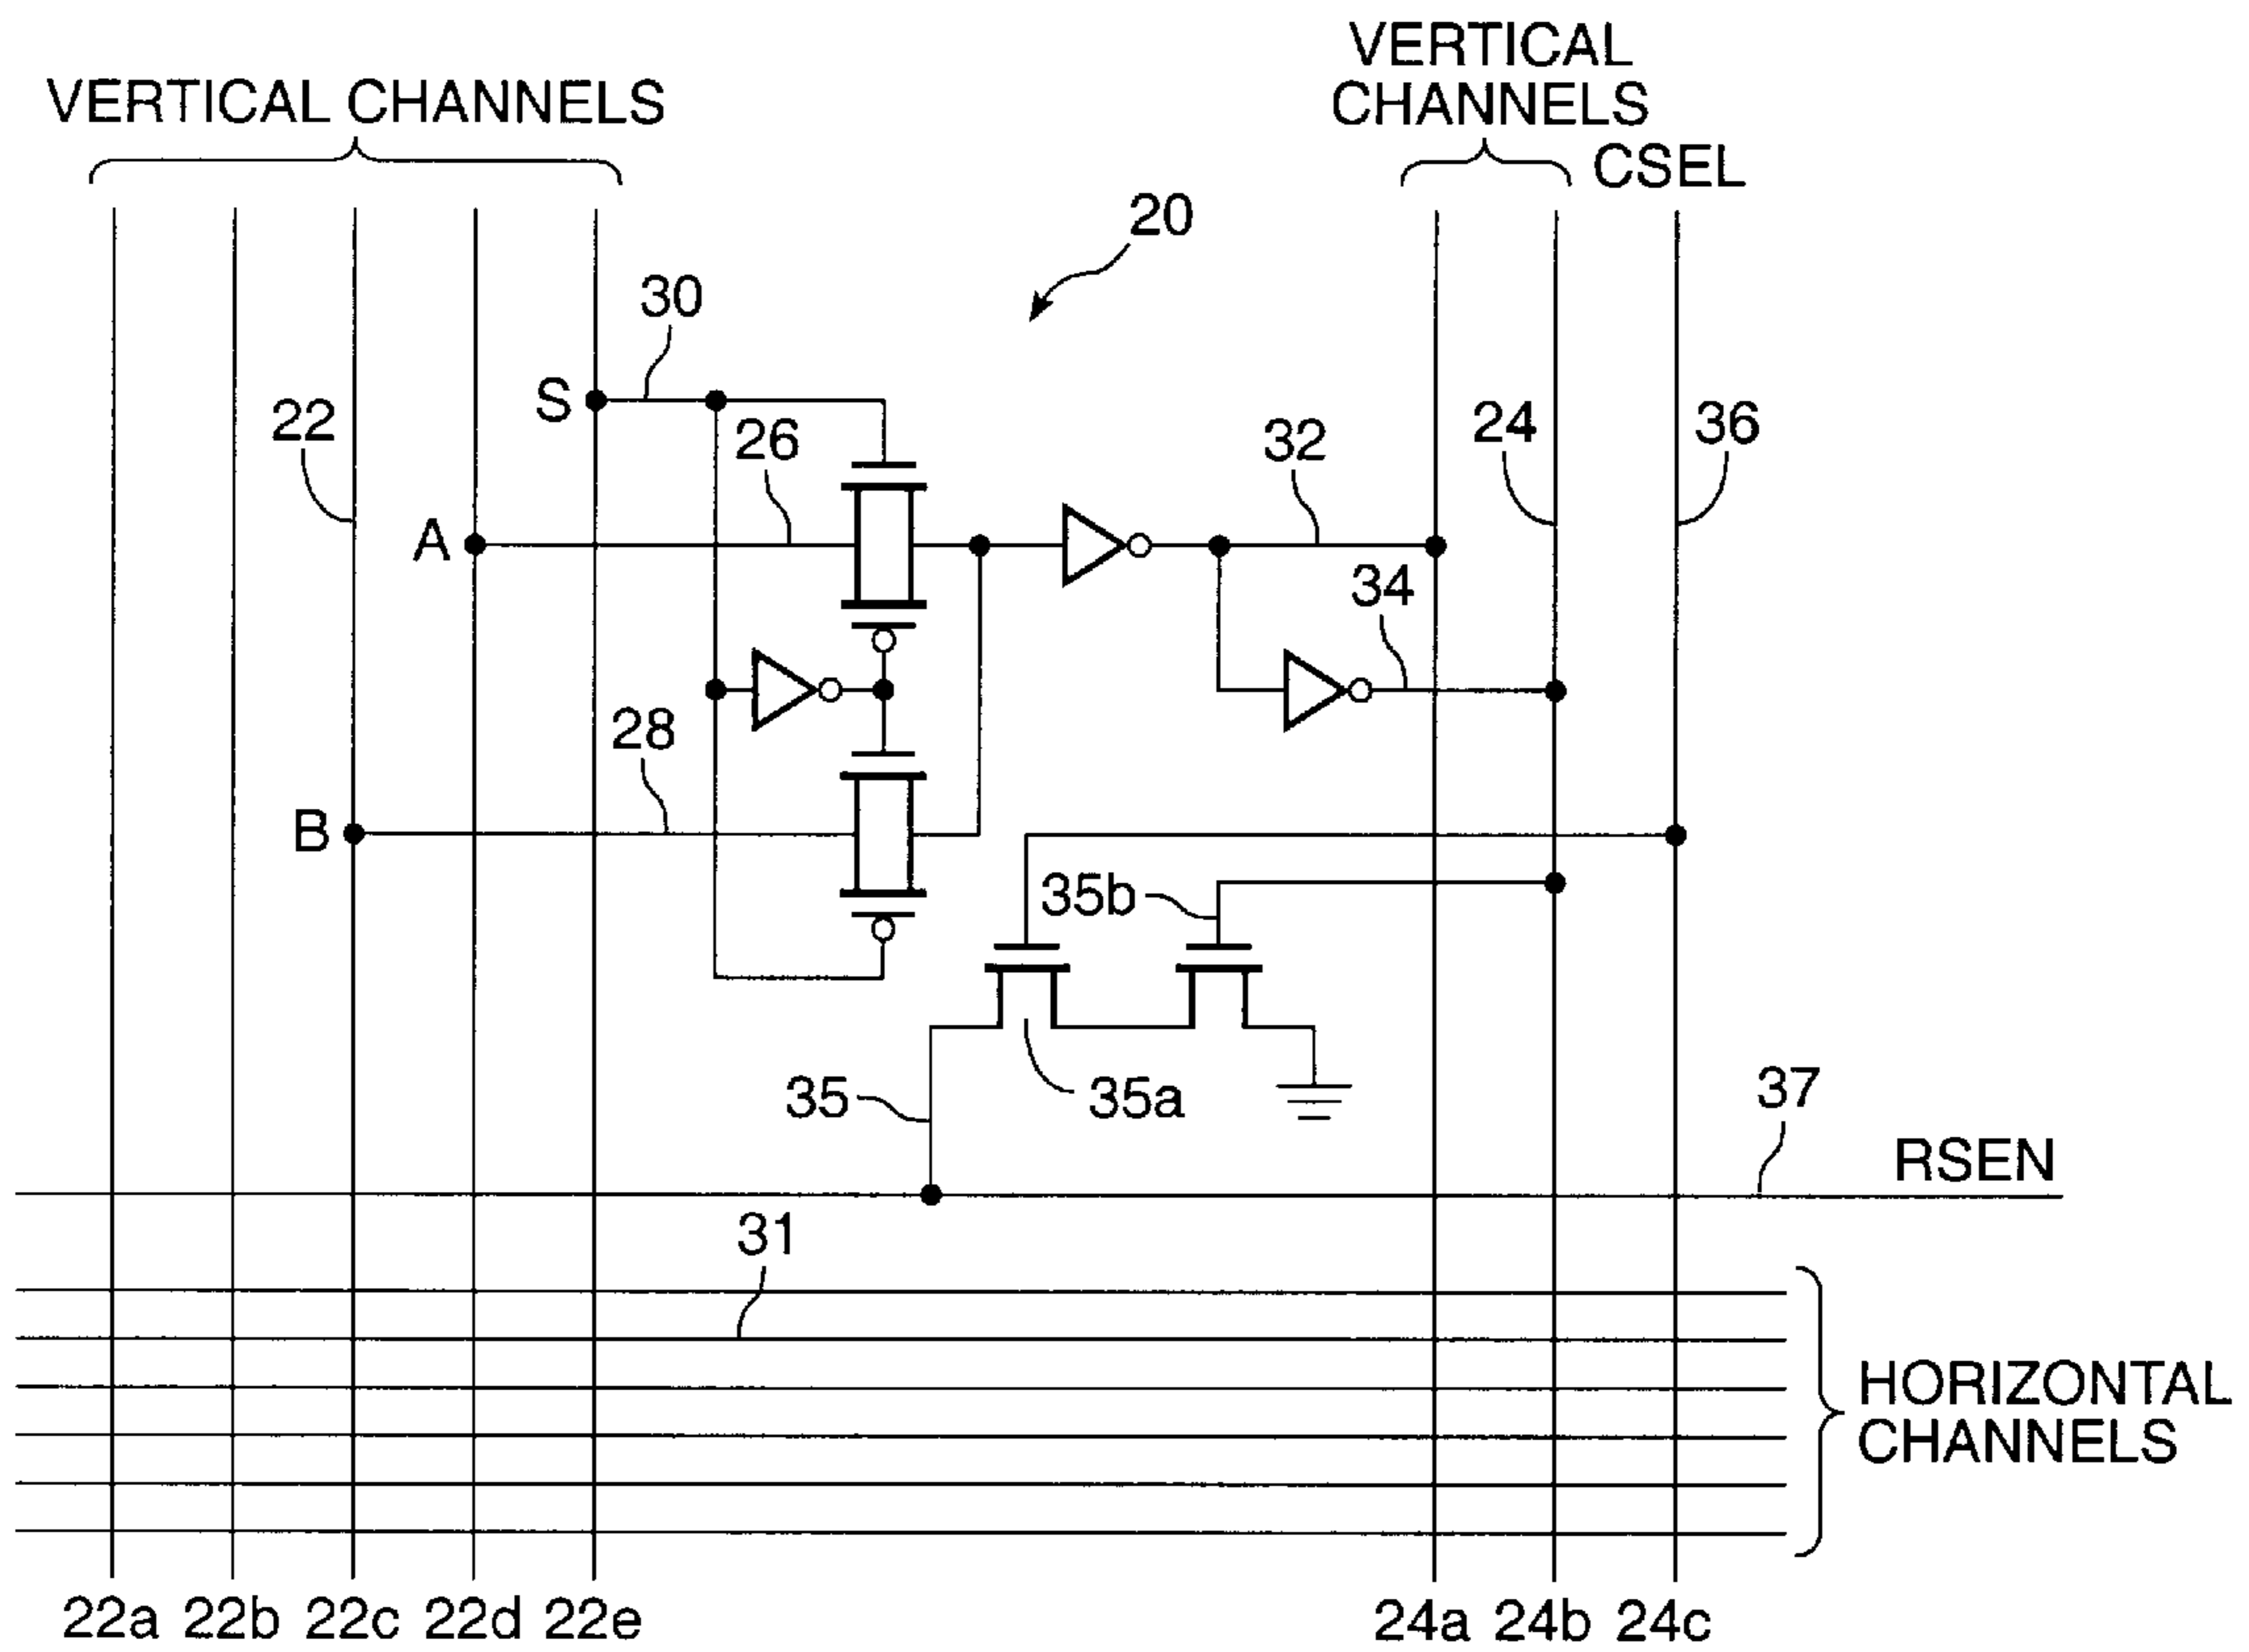 VERTICAL
CHANNELS
VERTICAL CHANNELS
CSEL
20
30
S
22
26
32
24
36
A
34
28
B
35b
35
35a
37
RSEN
31
HORIZONTAL
CHANNELS
22a 22b 22c 22d 22e
24a 24b 24c